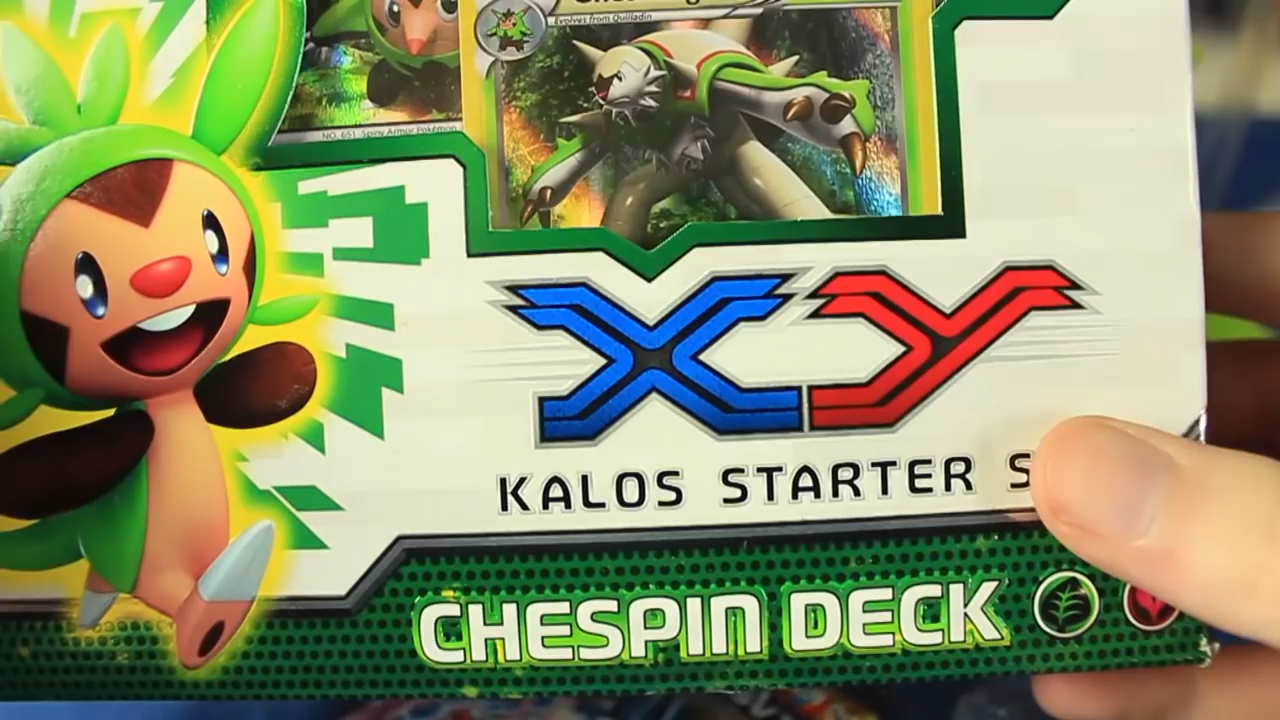 Evolves from Quilladin
NO. 651 Spiny Armor Pokémon
XY
KALOS STARTER S
CHESPIN DECK